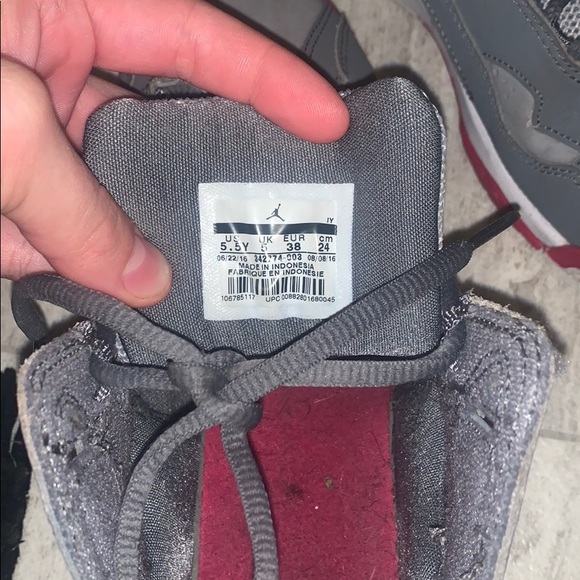 IY
US UK EUR cm
5.5Y 5 38 24
06/22/16 342774-003 08/08/16
MADE IN INDONESIA
FABRIQUE EN INDONESIE
106785117 UPC 00882801680045